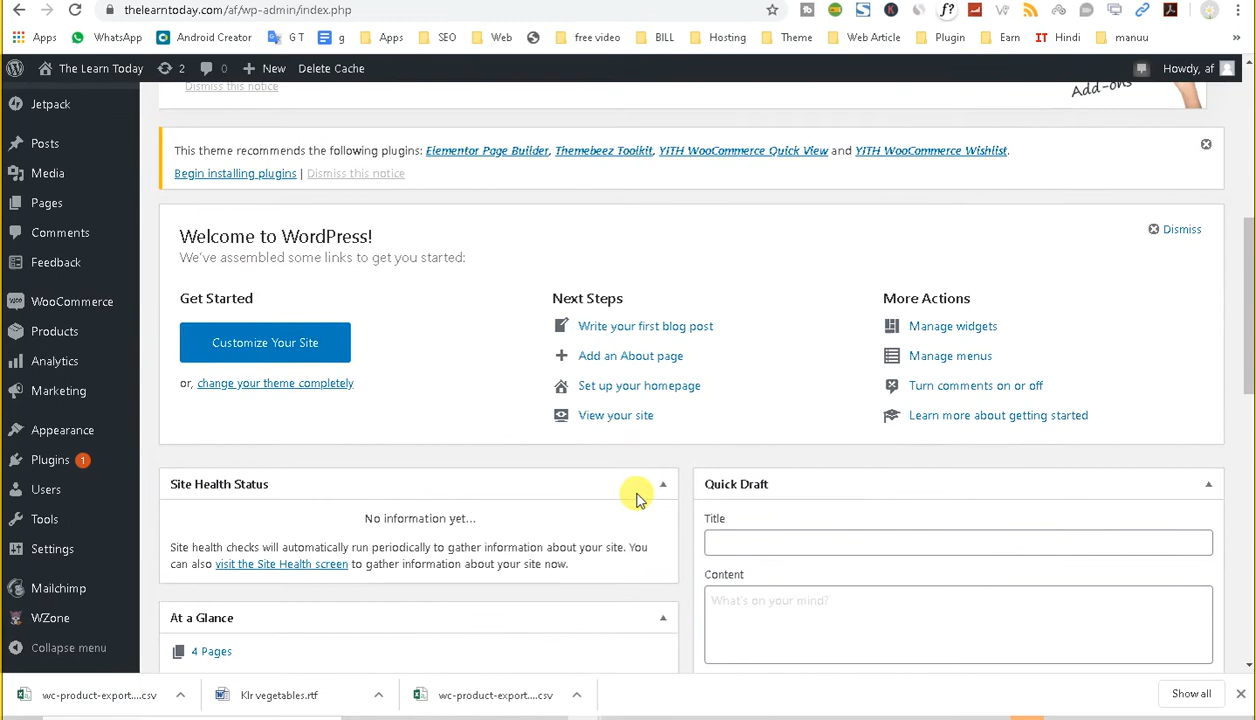 thelearntoday.com/af/wp-admin/index.php
Apps WhatsApp Android Creator G T g Apps SEO Web free video BILL Hosting Theme Web Article Plugin Earn IT Hindi manuu »
The Learn Today 2 0 New Delete Cache Howdy, af
Dismiss this notice
Add-ons
Jetpack
Posts
Media
Pages
Comments
Feedback
WooCommerce
Products
Analytics
Marketing
Appearance
Plugins 1
Users
Tools
Settings
Mailchimp
WZone
Collapse menu
This theme recommends the following plugins: Elementor Page Builder, Themebeez Toolkit, YITH WooCommerce Quick View and YITH WooCommerce Wishlist.
Begin installing plugins | Dismiss this notice
Welcome to WordPress!
Dismiss
We've assembled some links to get you started:
Get Started
Customize Your Site
or, change your theme completely
Next Steps
Write your first blog post
Add an About page
Set up your homepage
View your site
More Actions
Manage widgets
Manage menus
Turn comments on or off
Learn more about getting started
Site Health Status
No information yet...
Site health checks will automatically run periodically to gather information about your site. You
can also visit the Site Health screen to gather information about your site now.
At a Glance
4 Pages
Quick Draft
Title
Content
What's on your mind?
wc-product-export....csv Klr vegetables.rtf wc-product-export....csv Show all